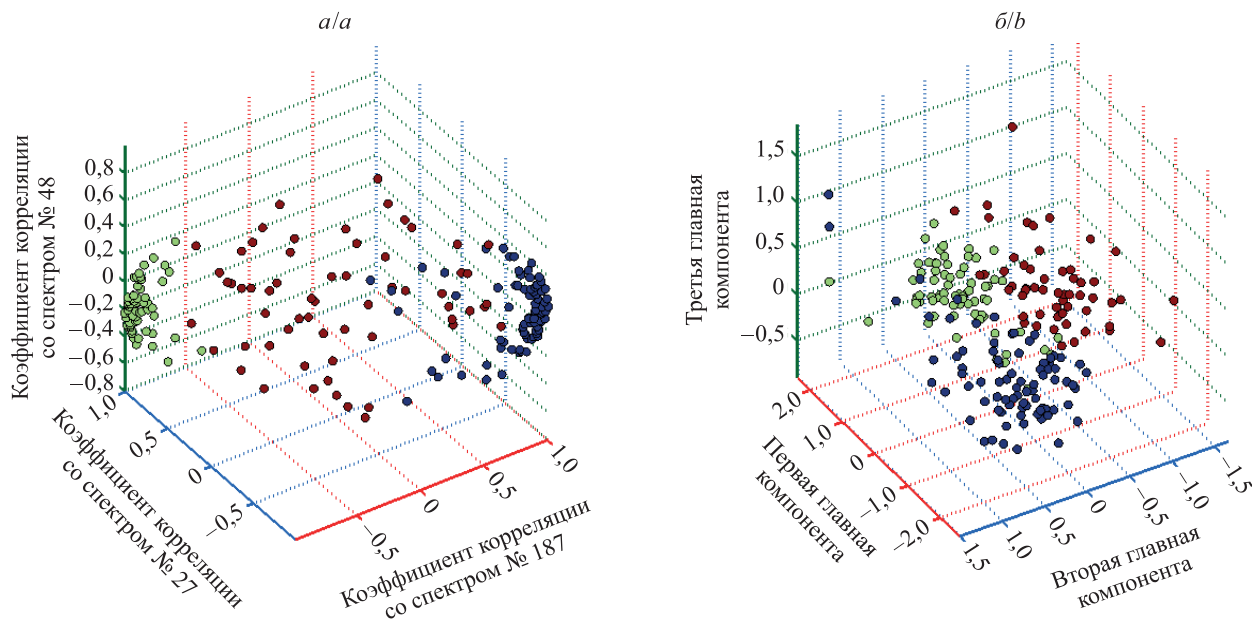 а/a
Коэффициент корреляции
со спектром № 48
0,8
0,6
0,4
0,2
0
−0,2
−0,4
−0,6
−0,8
1,0
0,5
0
−0,5
Коэффициент корреляции
со спектром № 27
−0,5
0
0,5
1,0
Коэффициент корреляции
со спектром № 187
б/b
Третья главная
компонента
1,5
1,0
0,5
0
−0,5
2,0
1,0
0
−1,0
−2,0
Первая главная
компонента
1,5
1,0
0,5
0
−0,5
−1,0
−1,5
Вторая главная
компонента